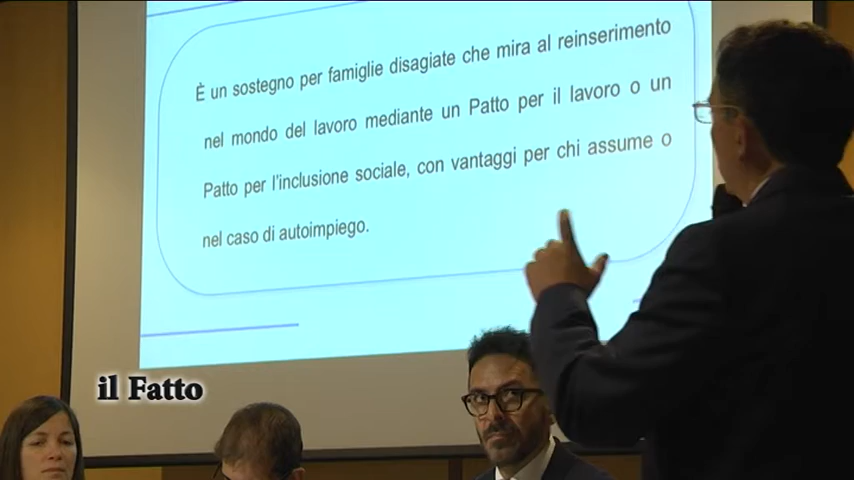 È un sostegno per famiglie disagiate che mira al reinserimento
nel mondo del lavoro mediante un Patto per il lavoro o un
Patto per l'inclusione sociale, con vantaggi per chi assume o
nel caso di autoimpiego.
il Fatto